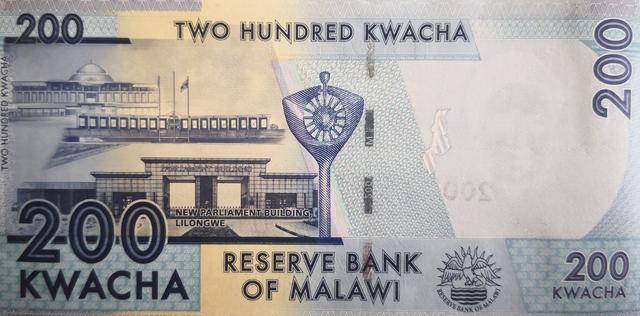 200
TWO HUNDRED KWACHA
200
TWO HUNDRED KWACHA
NEW PARLIAMENT BUILDING
LILONGWE
200
KWACHA
RESERVE BANK
OF MALAWI
RESERVE BANK OF MALAWI
200
KWACHA
200